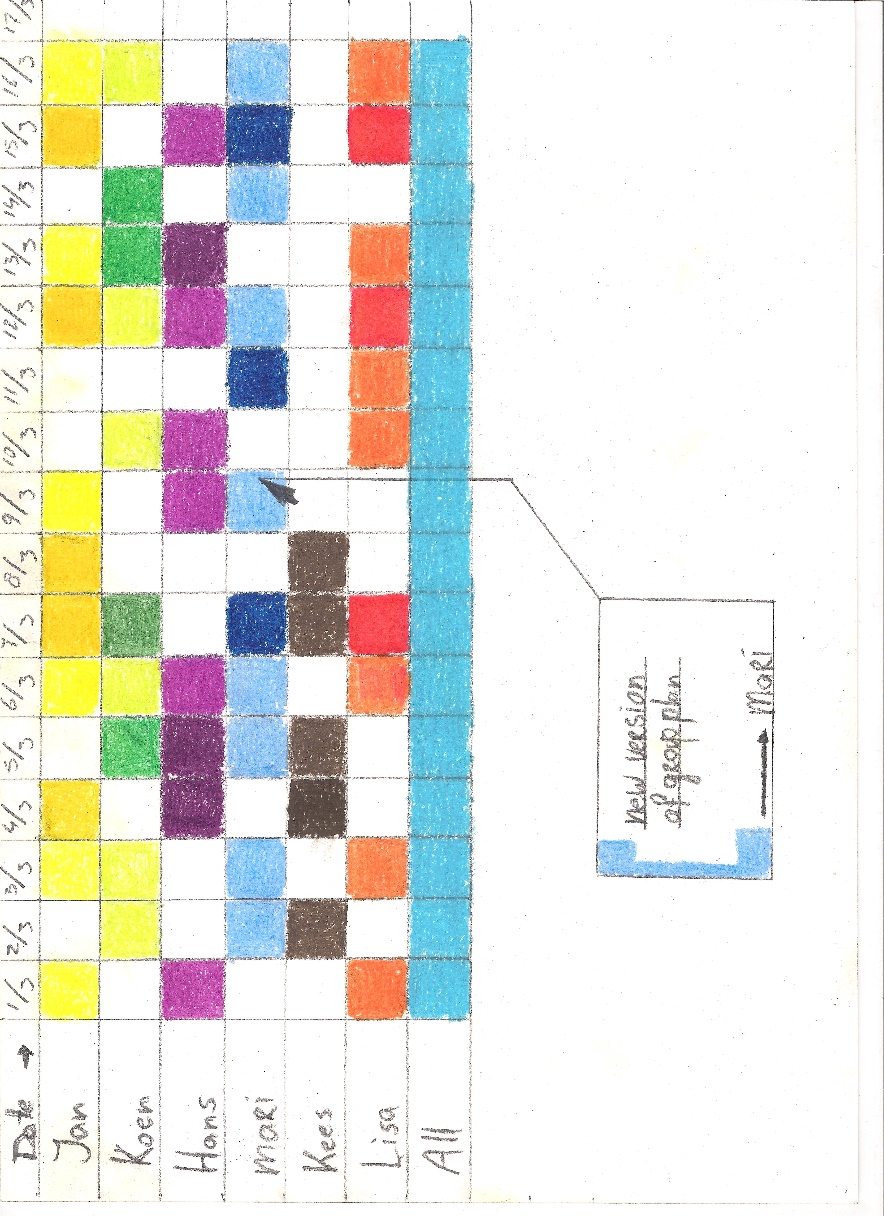 Date → 1/3 2/3 3/3 4/3 5/3 6/3 7/3 8/3 9/3 10/3 11/3 12/3 13/3 14/3 15/3 16/3 17/3
Jan
Koen
Hans
Mari
Kees
Lisa
All
New version
of group plan
→ Mari